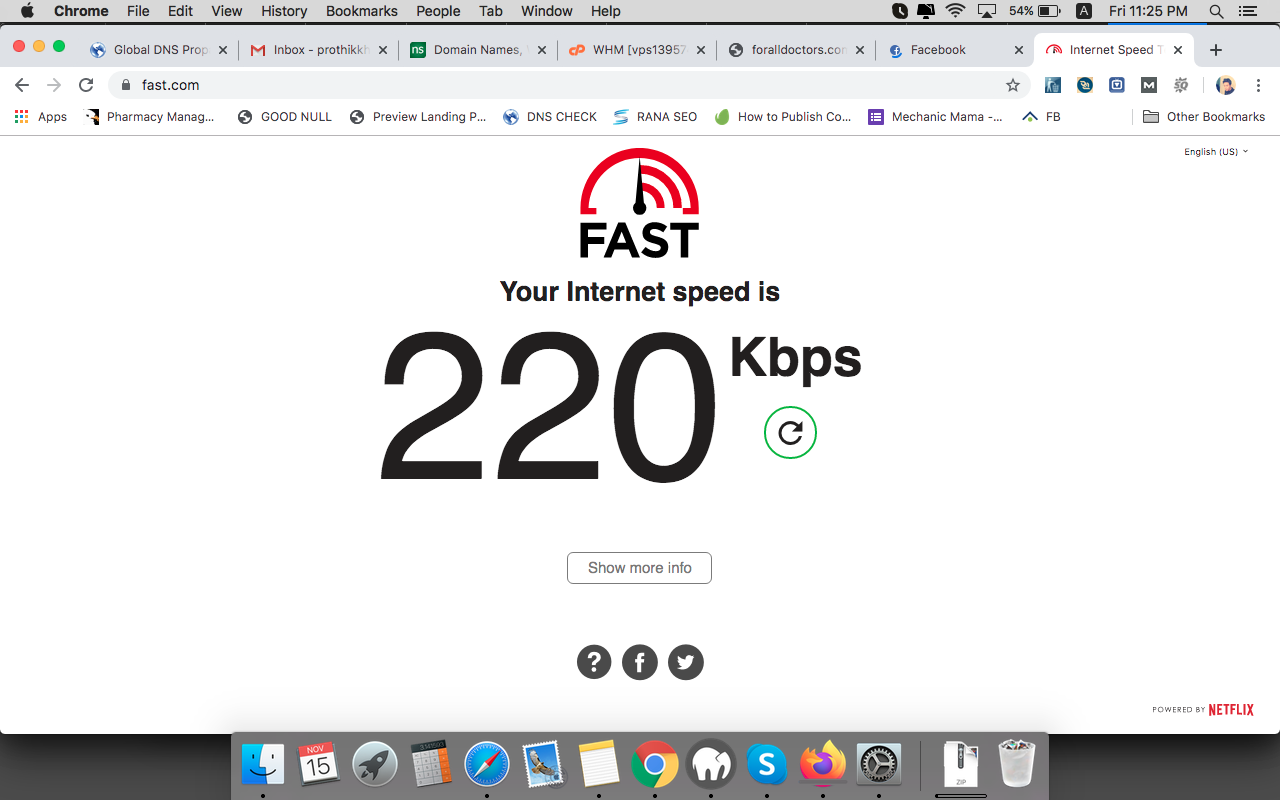 Chrome File Edit View History Bookmarks People Tab Window Help 54% A Fri 11:25 PM
Global DNS Prop Inbox - prothikkh ns Domain Names, cP WHM [vps13957 foralldoctors.com Facebook Internet Speed T
fast.com
Apps Pharmacy Manag... GOOD NULL Preview Landing P... DNS CHECK RANA SEO How to Publish Co... Mechanic Mama -... FB Other Bookmarks
English (US)
FAST
Your Internet speed is
220 Kbps
Show more info
POWERED BY NETFLIX
NOV
15
ZIP